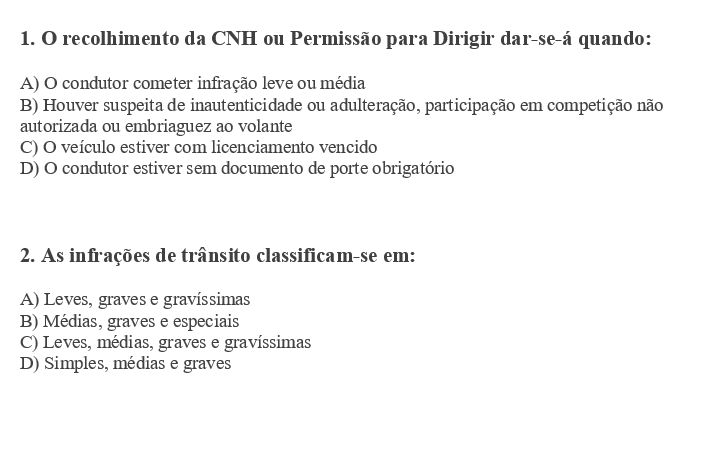 1. O recolhimento da CNH ou Permissão para Dirigir dar-se-á quando:
A) O condutor cometer infração leve ou média
B) Houver suspeita de inautenticidade ou adulteração, participação em competição não
autorizada ou embriaguez ao volante
C) O veículo estiver com licenciamento vencido
D) O condutor estiver sem documento de porte obrigatório
2. As infrações de trânsito classificam-se em:
A) Leves, graves e gravíssimas
B) Médias, graves e especiais
C) Leves, médias, graves e gravíssimas
D) Simples, médias e graves